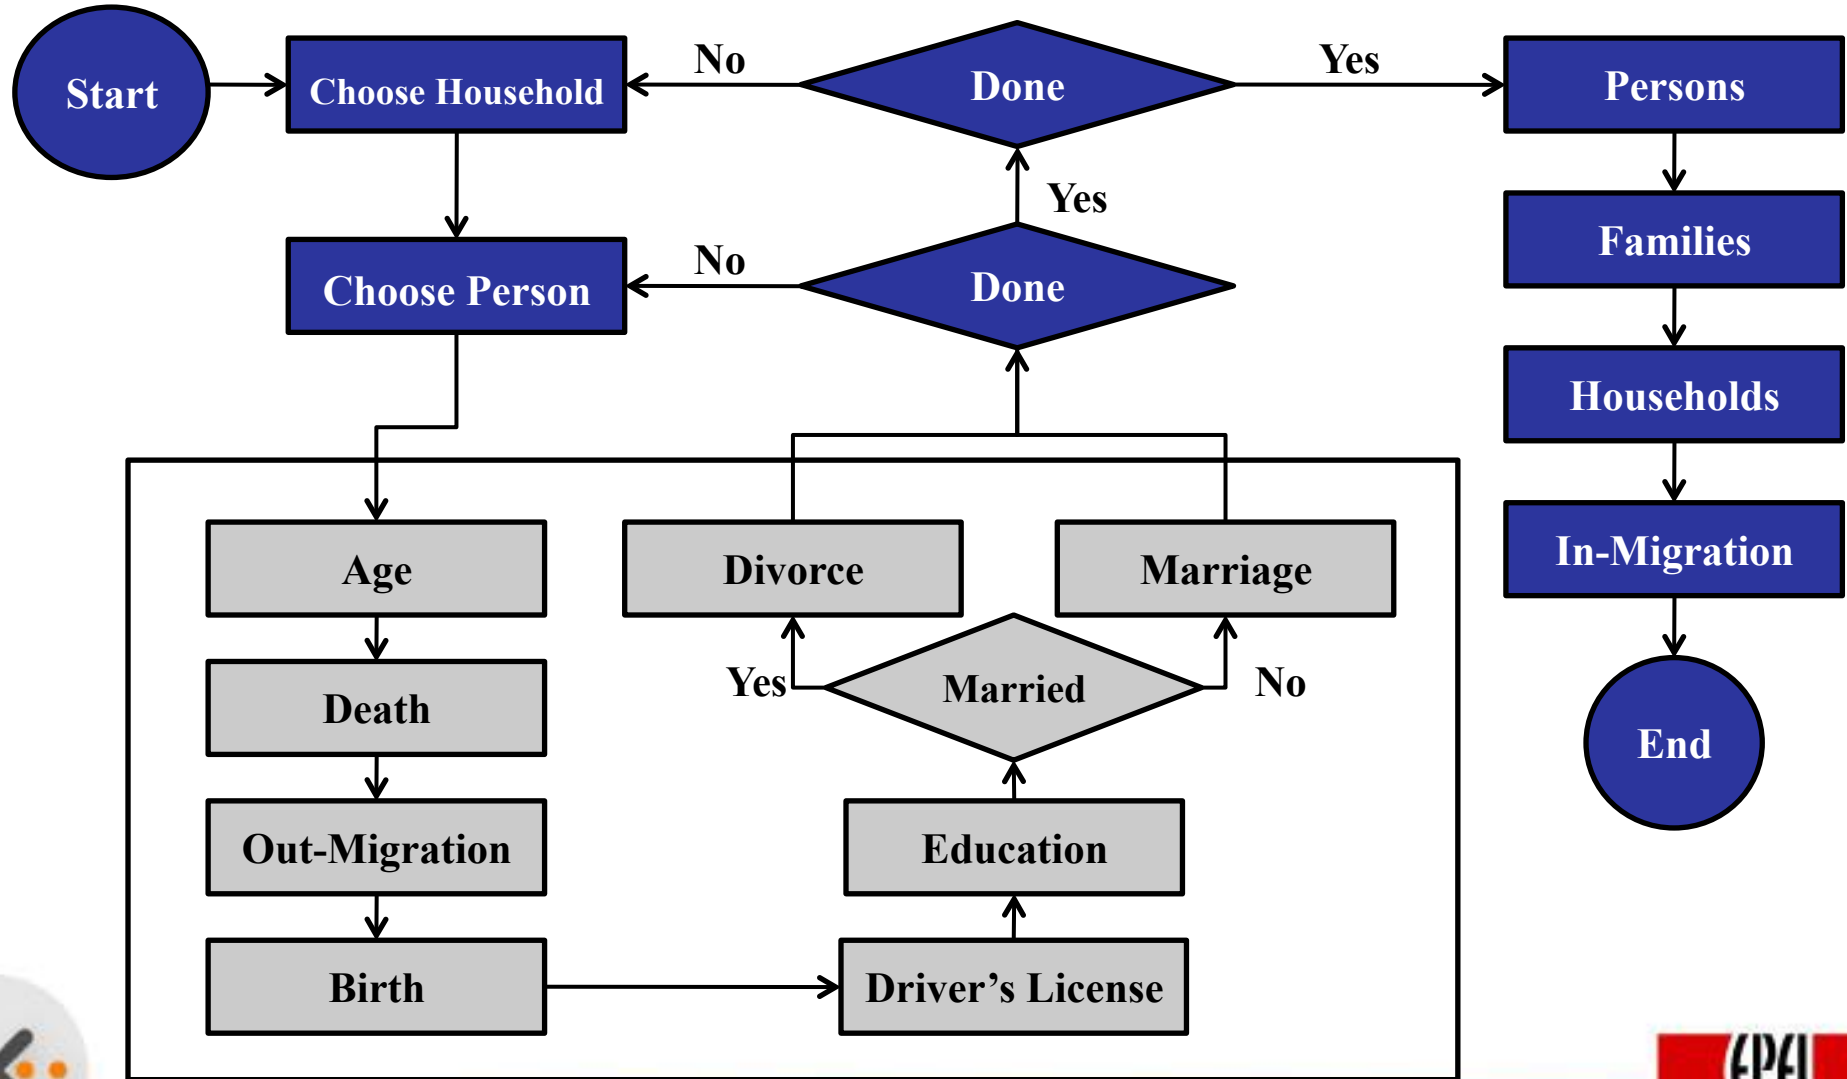 Start
Choose Household
No
Done
Yes
Persons
Yes
Families
Choose Person
No
Done
Households
In-Migration
Age
Divorce
Marriage
Death
Yes
Married
No
End
Out-Migration
Education
Birth
Driver’s License